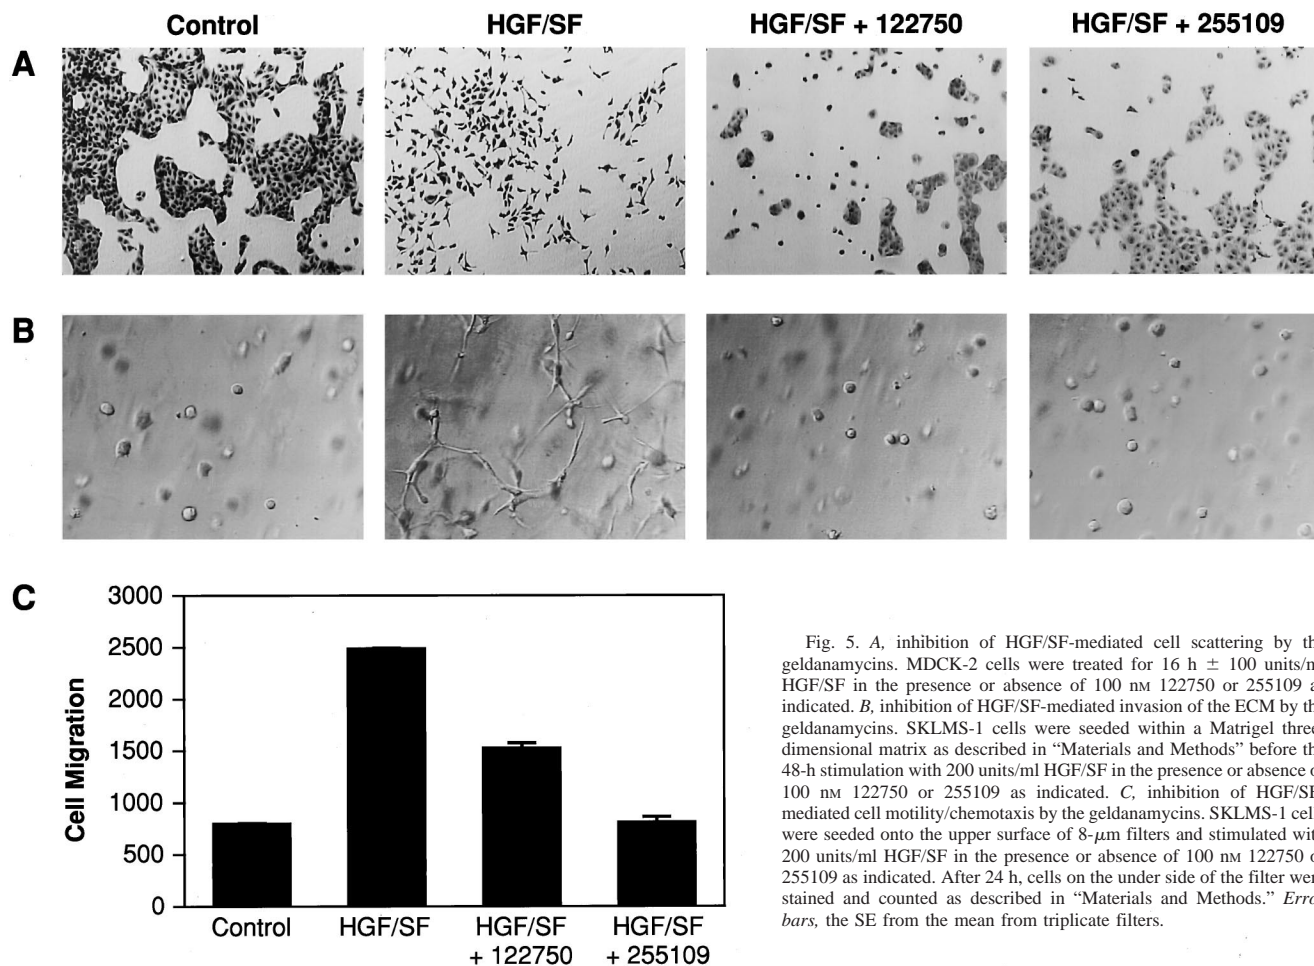 Control
HGF/SF
HGF/SF + 122750
HGF/SF + 255109
A
B
C
3000
2500
2000
1500
1000
500
0
Cell Migration
Control
HGF/SF
HGF/SF
+ 122750
HGF/SF
+ 255109
Fig. 5. A, inhibition of HGF/SF-mediated cell scattering by th
geldanamycins. MDCK-2 cells were treated for 16 h ± 100 units/m
HGF/SF in the presence or absence of 100 nM 122750 or 255109 a
indicated. B, inhibition of HGF/SF-mediated invasion of the ECM by th
geldanamycins. SKLMS-1 cells were seeded within a Matrigel three
dimensional matrix as described in “Materials and Methods” before th
48-h stimulation with 200 units/ml HGF/SF in the presence or absence o
100 nM 122750 or 255109 as indicated. C, inhibition of HGF/SF
mediated cell motility/chemotaxis by the geldanamycins. SKLMS-1 cell
were seeded onto the upper surface of 8-μm filters and stimulated wit
200 units/ml HGF/SF in the presence or absence of 100 nM 122750 o
255109 as indicated. After 24 h, cells on the under side of the filter wer
stained and counted as described in “Materials and Methods.” Erro
bars, the SE from the mean from triplicate filters.